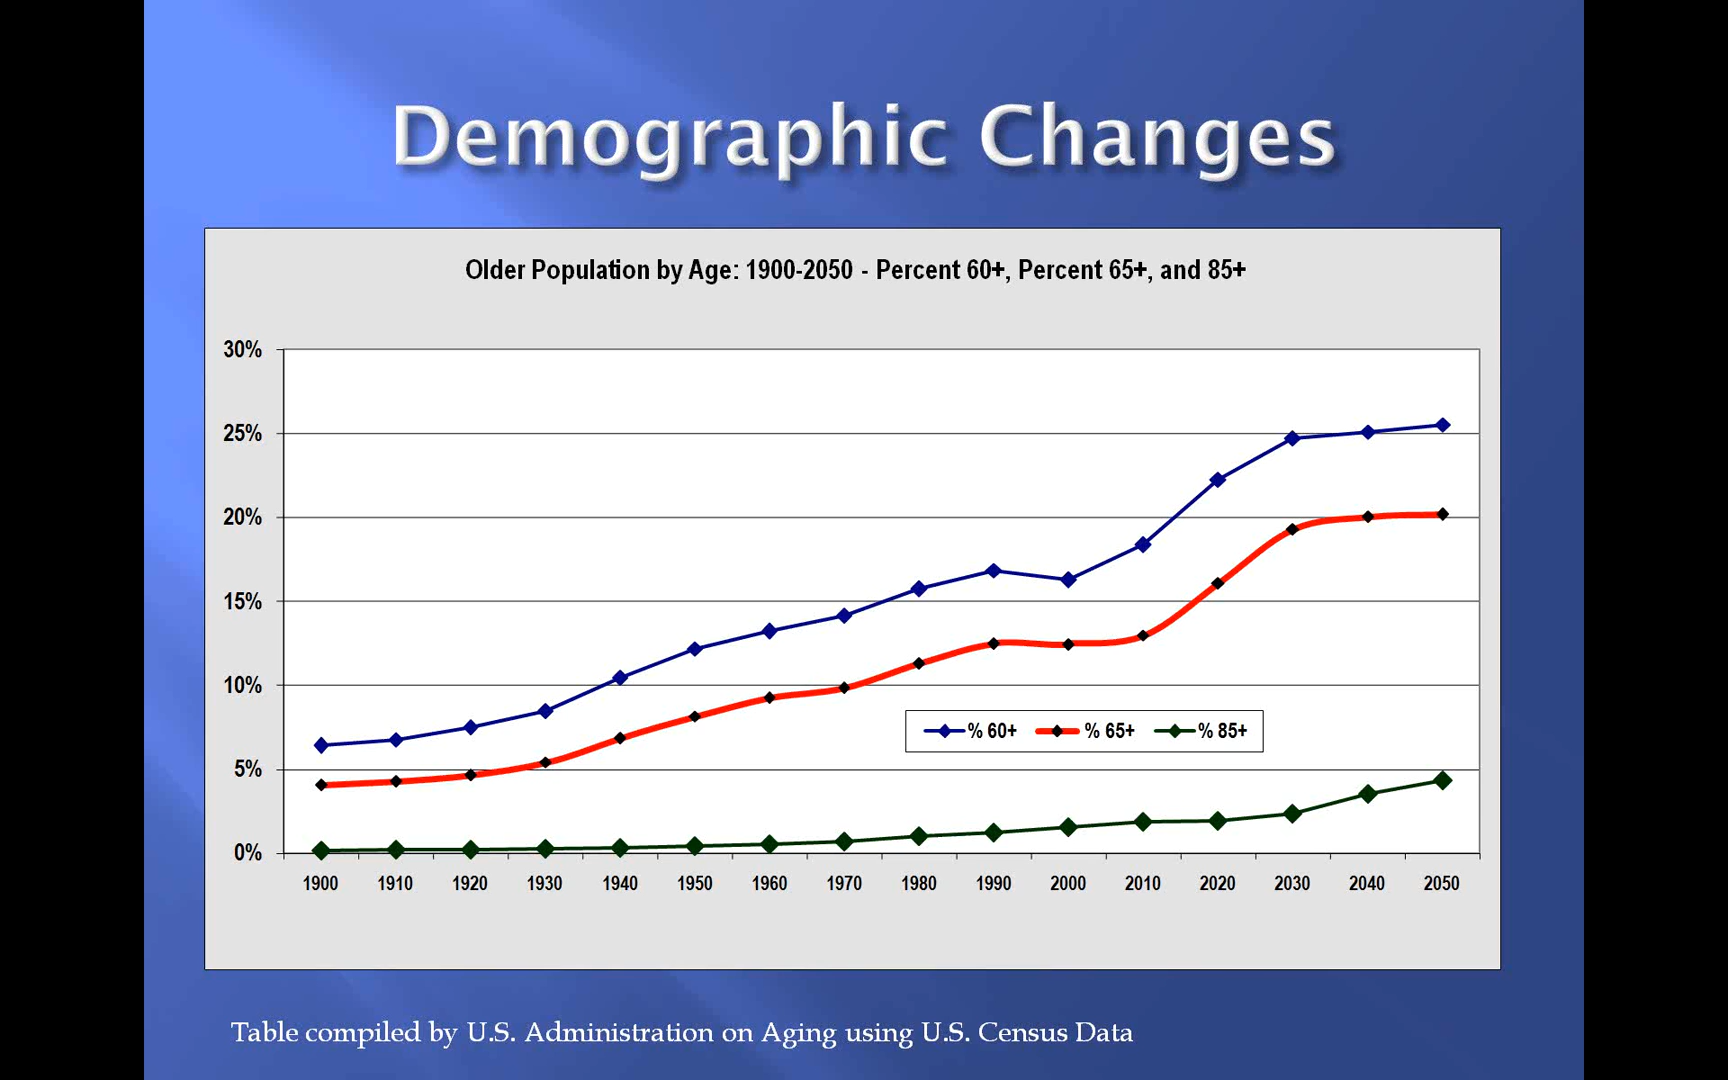 Demographic Changes
Older Population by Age: 1900-2050 - Percent 60+, Percent 65+, and 85+
30%
25%
20%
15%
10%
5%
0%
% 60+ % 65+ % 85+
1900 1910 1920 1930 1940 1950 1960 1970 1980 1990 2000 2010 2020 2030 2040 2050
Table compiled by U.S. Administration on Aging using U.S. Census Data